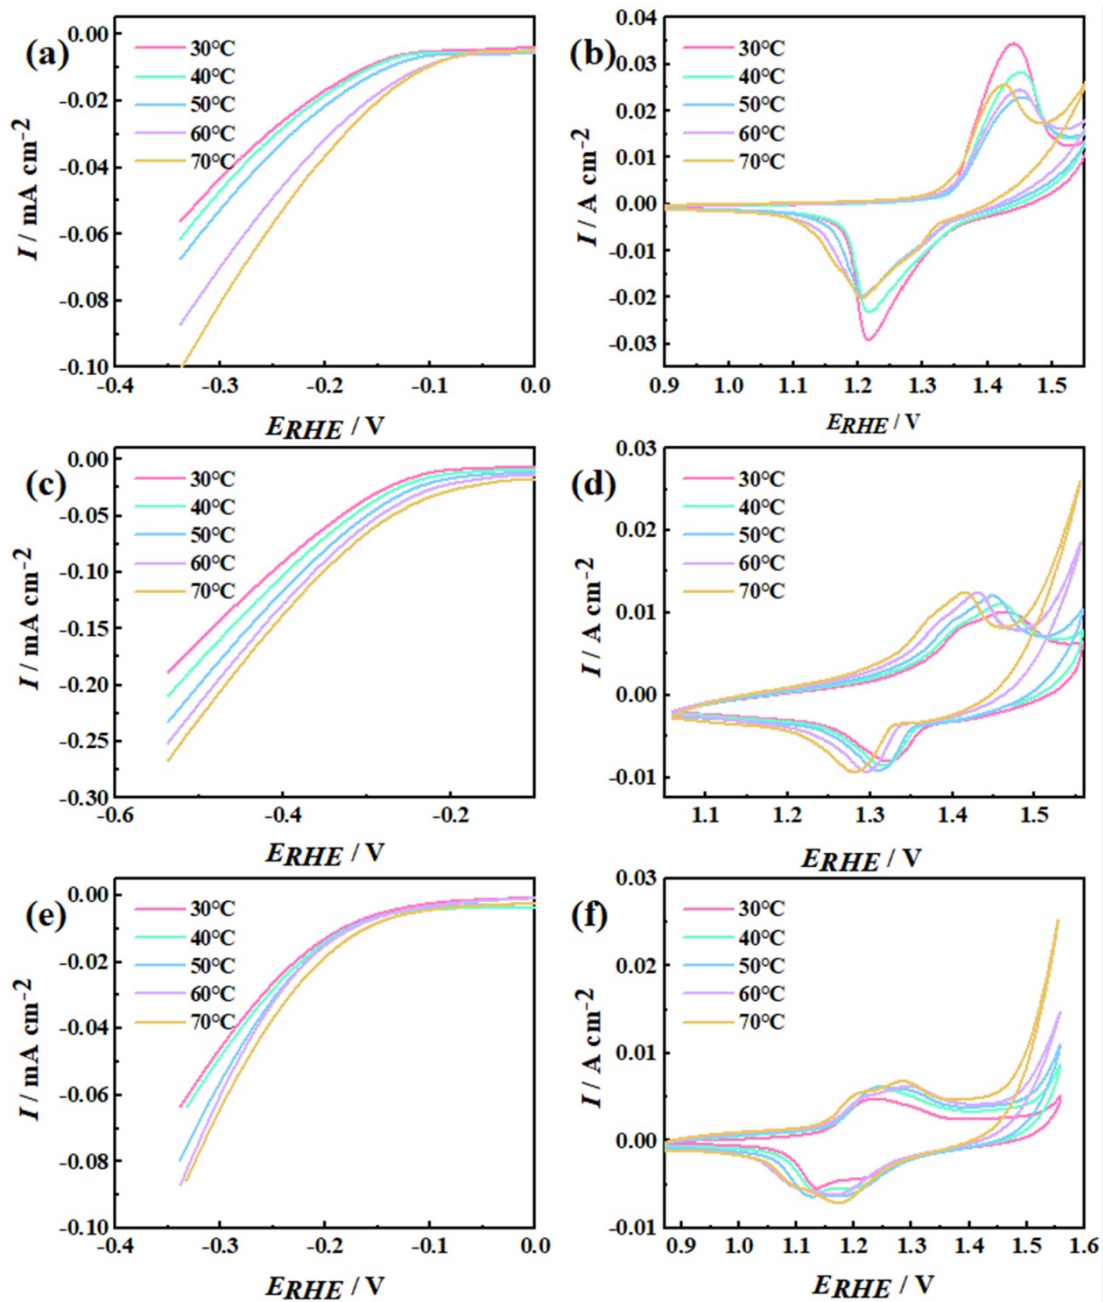 (a)
30°C
40°C
50°C
60°C
70°C
0.00
-0.02
-0.04
-0.06
-0.08
-0.10
I / mA cm⁻²
-0.4
-0.3
-0.2
-0.1
0.0
E_RHE / V
(b)
30°C
40°C
50°C
60°C
70°C
0.04
0.03
0.02
0.01
0.00
-0.01
-0.02
-0.03
I / A cm⁻²
0.9
1.0
1.1
1.2
1.3
1.4
1.5
E_RHE / V
(c)
30°C
40°C
50°C
60°C
70°C
0.00
-0.05
-0.10
-0.15
-0.20
-0.25
-0.30
I / mA cm⁻²
-0.6
-0.4
-0.2
E_RHE / V
(d)
30°C
40°C
50°C
60°C
70°C
0.03
0.02
0.01
0.00
-0.01
I / A cm⁻²
1.1
1.2
1.3
1.4
1.5
E_RHE / V
(e)
30°C
40°C
50°C
60°C
70°C
0.00
-0.02
-0.04
-0.06
-0.08
-0.10
I / mA cm⁻²
-0.4
-0.3
-0.2
-0.1
0.0
E_RHE / V
(f)
30°C
40°C
50°C
60°C
70°C
0.03
0.02
0.01
0.00
-0.01
I / A cm⁻²
0.9
1.0
1.1
1.2
1.3
1.4
1.5
1.6
E_RHE / V